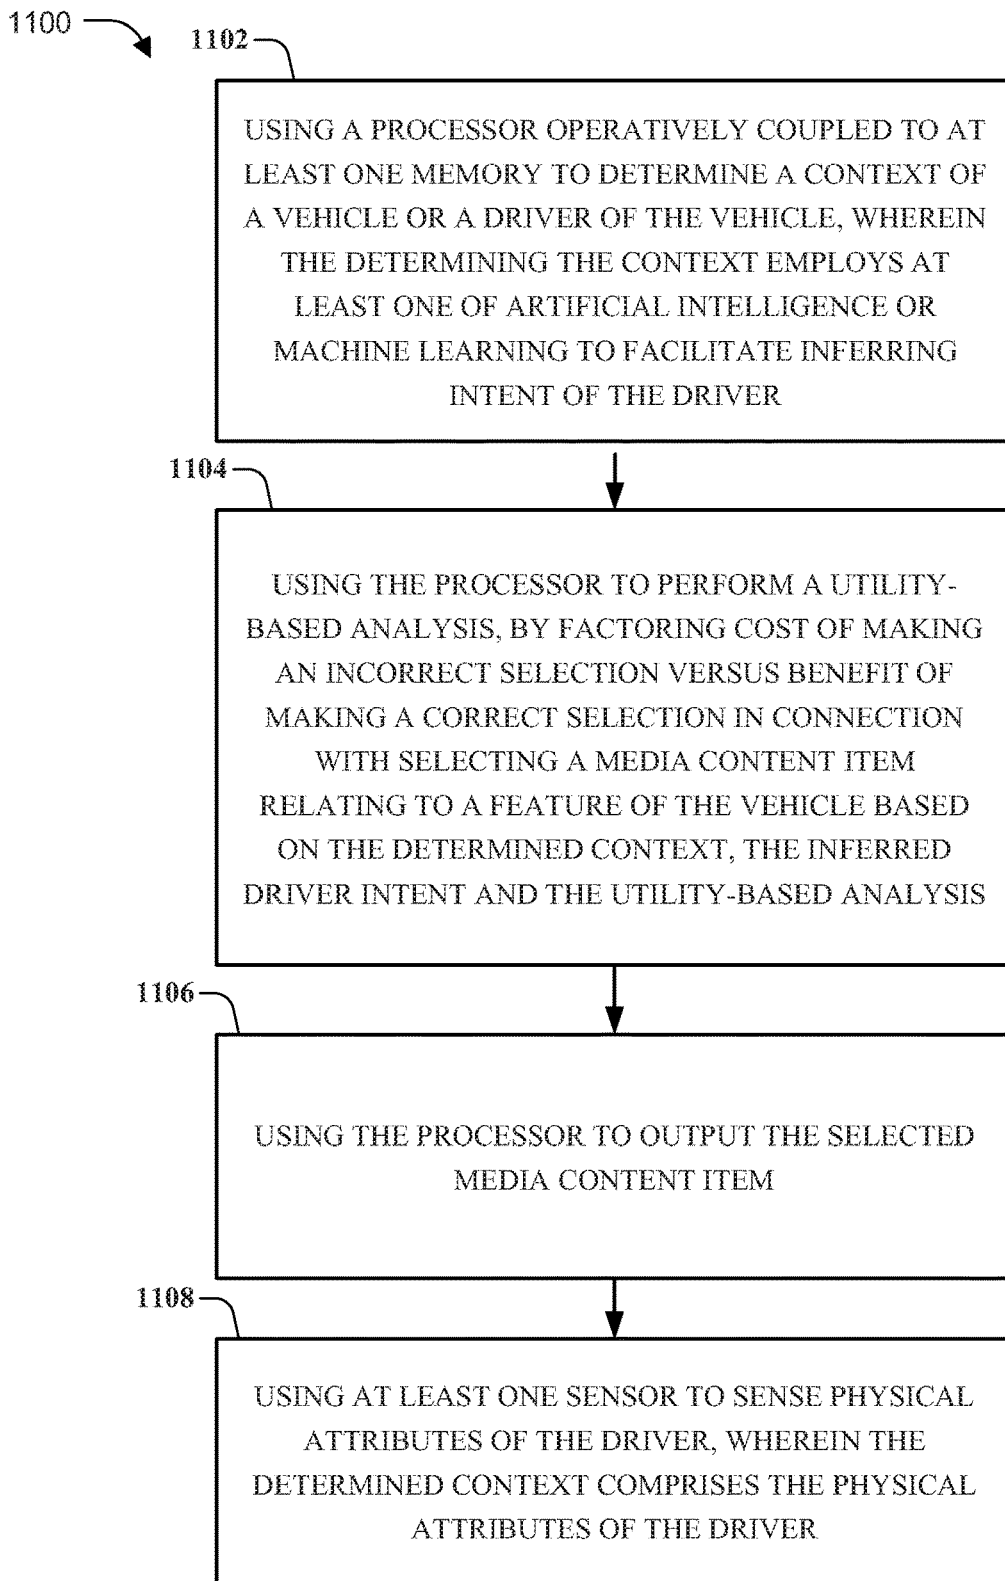 1100
1102
USING A PROCESSOR OPERATIVELY COUPLED TO AT
LEAST ONE MEMORY TO DETERMINE A CONTEXT OF
A VEHICLE OR A DRIVER OF THE VEHICLE, WHEREIN
THE DETERMINING THE CONTEXT EMPLOYS AT
LEAST ONE OF ARTIFICIAL INTELLIGENCE OR
MACHINE LEARNING TO FACILITATE INFERRING
INTENT OF THE DRIVER
1104
USING THE PROCESSOR TO PERFORM A UTILITY-
BASED ANALYSIS, BY FACTORING COST OF MAKING
AN INCORRECT SELECTION VERSUS BENEFIT OF
MAKING A CORRECT SELECTION IN CONNECTION
WITH SELECTING A MEDIA CONTENT ITEM
RELATING TO A FEATURE OF THE VEHICLE BASED
ON THE DETERMINED CONTEXT, THE INFERRED
DRIVER INTENT AND THE UTILITY-BASED ANALYSIS
1106
USING THE PROCESSOR TO OUTPUT THE SELECTED
MEDIA CONTENT ITEM
1108
USING AT LEAST ONE SENSOR TO SENSE PHYSICAL
ATTRIBUTES OF THE DRIVER, WHEREIN THE
DETERMINED CONTEXT COMPRISES THE PHYSICAL
ATTRIBUTES OF THE DRIVER